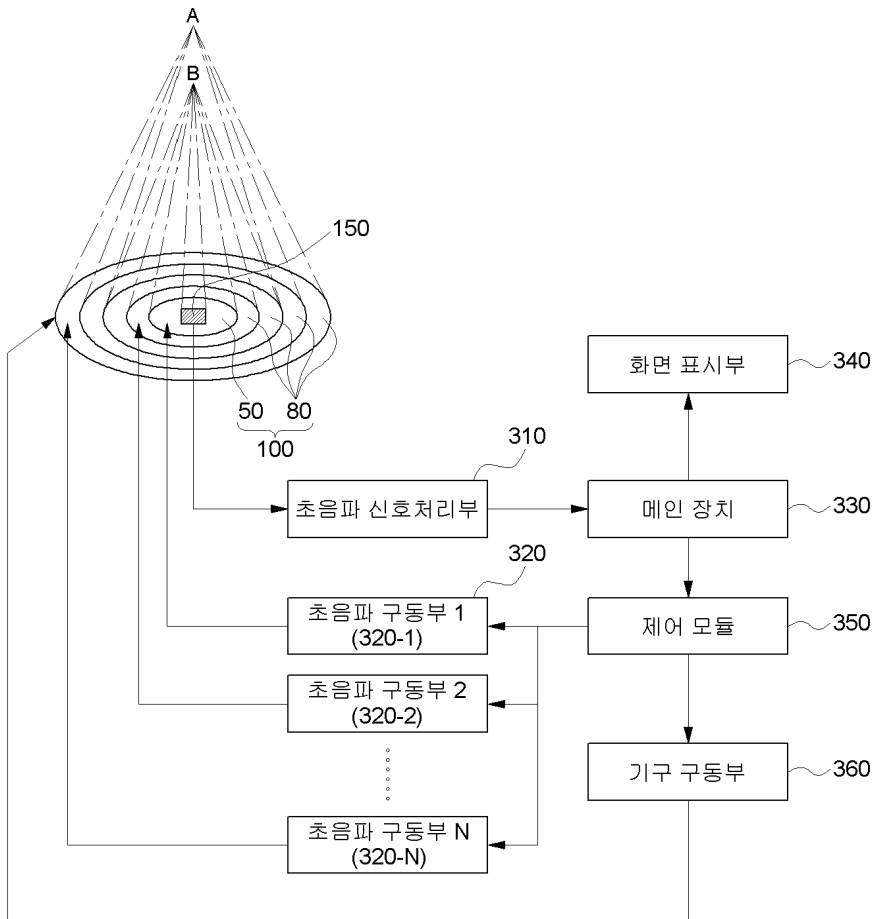 A
B
150
화면 표시부
340
50
80
100
310
초음파 신호처리부
메인 장치
330
320
초음파 구동부 1
(320-1)
제어 모듈
350
초음파 구동부 2
(320-2)
기구 구동부
360
초음파 구동부 N
(320-N)